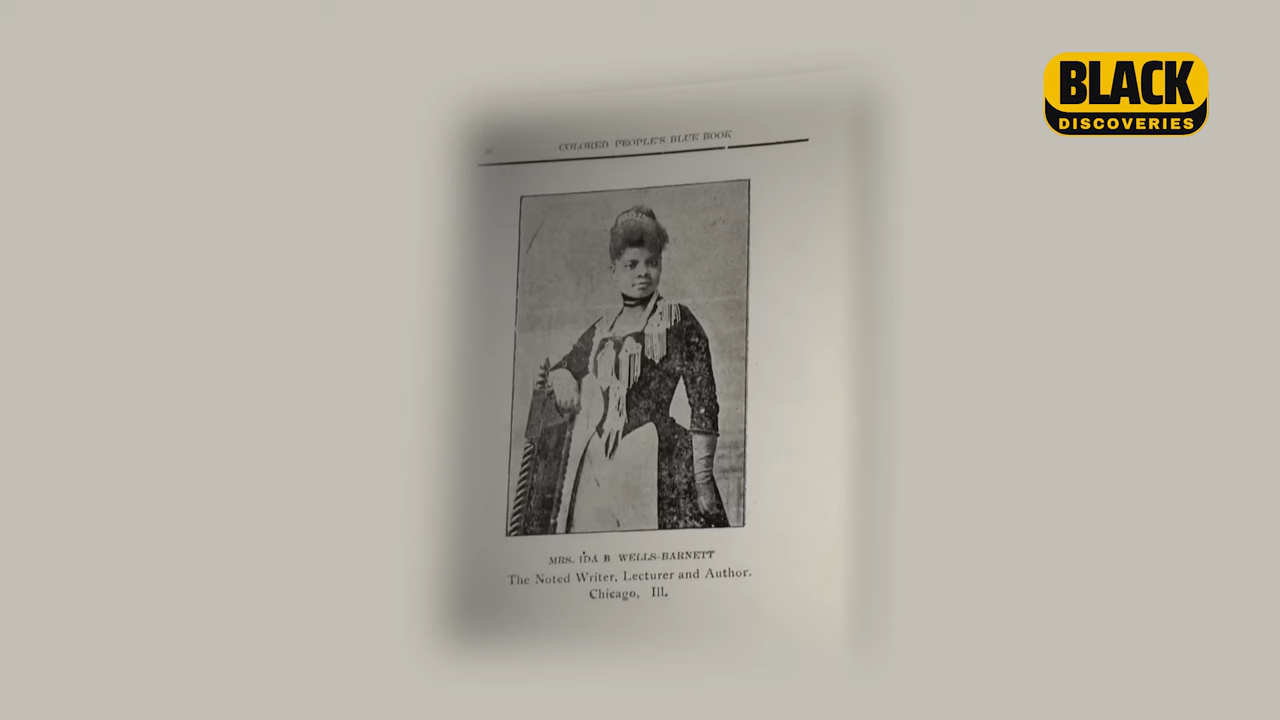 BLACK
DISCOVERIES
COLORED PEOPLE'S BLUE BOOK
MRS. IDA B WELLS-BARNETT
The Noted Writer, Lecturer and Author.
Chicago, Ill.